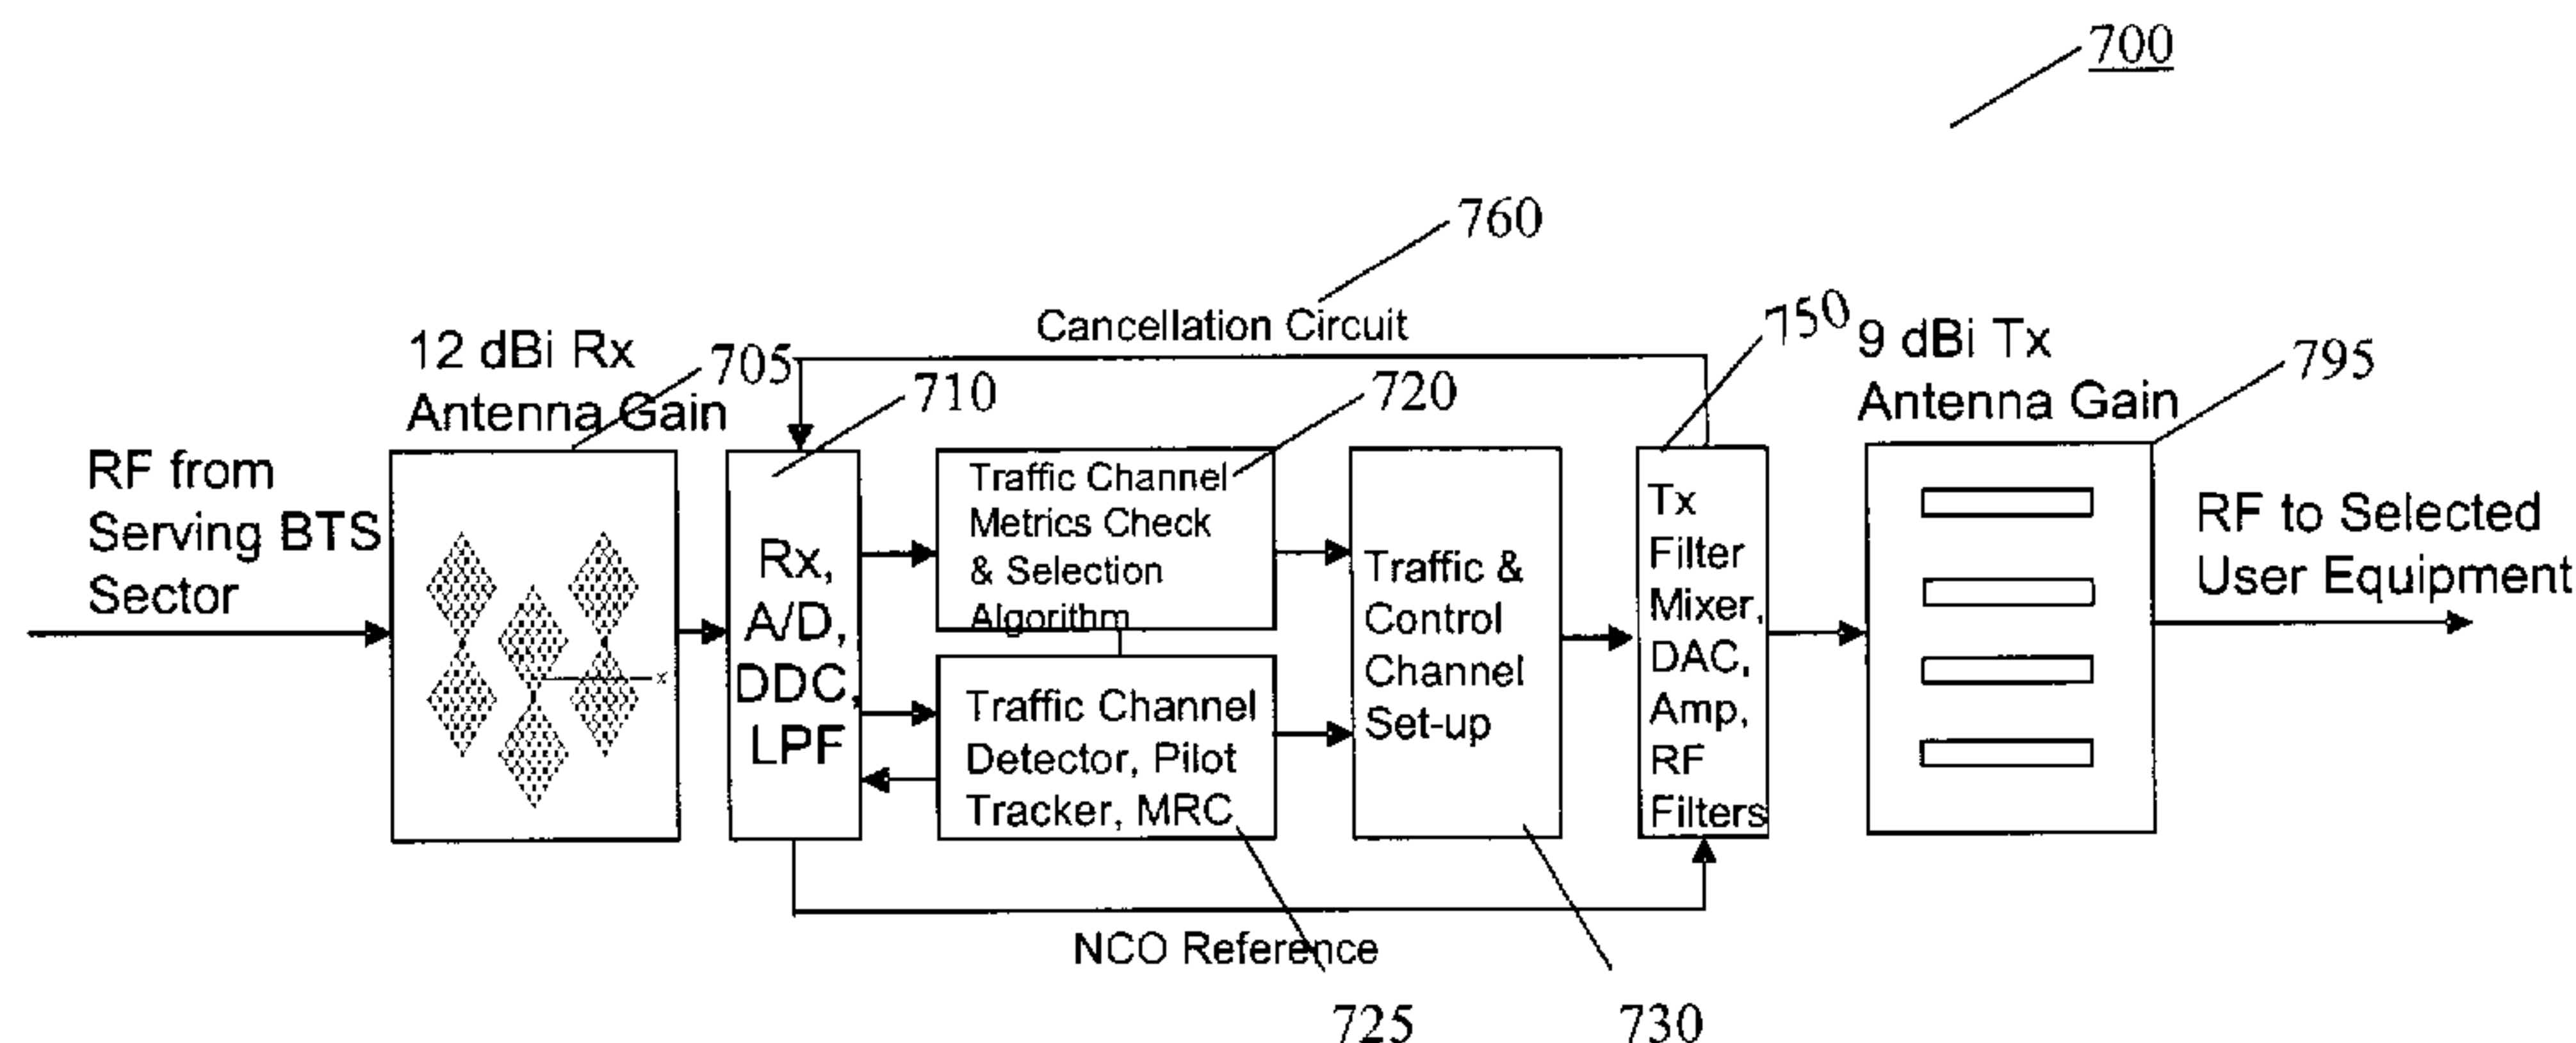 700
760
Cancellation Circuit
12 dBi Rx
Antenna Gain
705
710
720
750
9 dBi Tx
Antenna Gain
795
RF from
Serving BTS
Sector
x
Rx,
A/D,
DDC,
LPF
Traffic Channel
Metrics Check
& Selection
Algorithm
Traffic Channel
Detector, Pilot
Tracker, MRC
Traffic &
Control
Channel
Set-up
Tx
Filter
Mixer,
DAC,
Amp,
RF
Filters
RF to Selected
User Equipment
NCO Reference
725
730